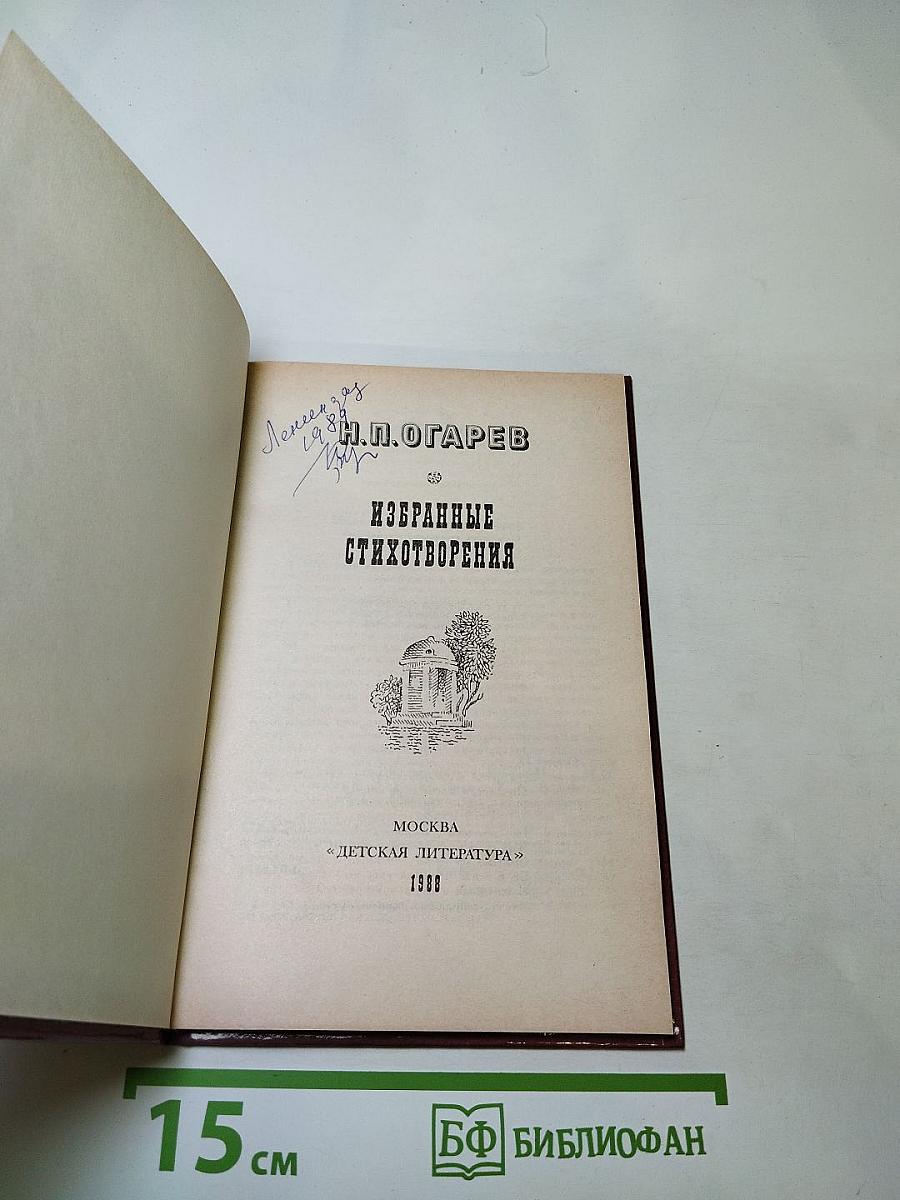 Ленинград
1989
Н.П.ОГАРЕВ
ИЗБРАННЫЕ
СТИХОТВОРЕНИЯ
МОСКВА
«ДЕТСКАЯ ЛИТЕРАТУРА»
1988
15 см
БФ БИБЛИОФАН